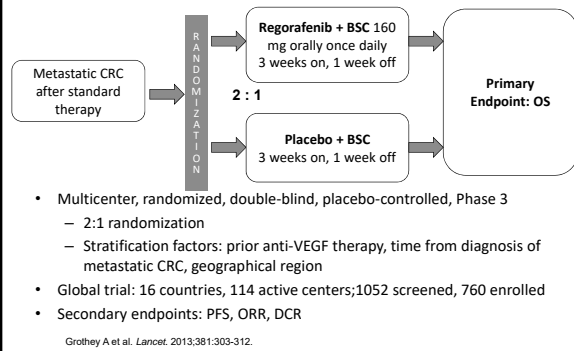 Metastatic CRC
after standard
therapy
RANDOMIZATION
Regorafenib + BSC 160
mg orally once daily
3 weeks on, 1 week off
2 : 1
Placebo + BSC
3 weeks on, 1 week off
Primary
Endpoint: OS
• Multicenter, randomized, double-blind, placebo-controlled, Phase 3
– 2:1 randomization
– Stratification factors: prior anti-VEGF therapy, time from diagnosis of
metastatic CRC, geographical region
• Global trial: 16 countries, 114 active centers;1052 screened, 760 enrolled
• Secondary endpoints: PFS, ORR, DCR
Grothey A et al. Lancet. 2013;381:303-312.